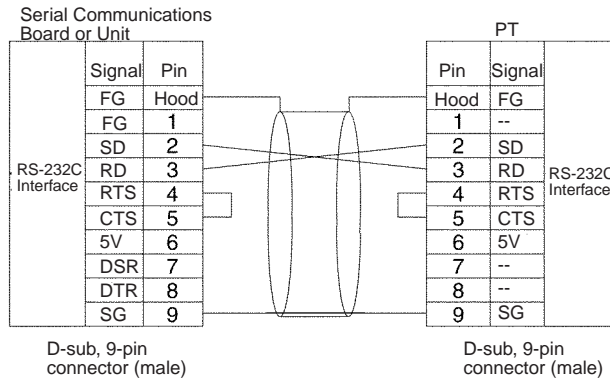 Serial Communications
Board or Unit
PT
Signal Pin
Pin Signal
FG Hood
Hood FG
FG 1
1 --
SD 2
2 SD
RD 3
3 RD
RS-232C
Interface
RS-232C
Interface
RTS 4
4 RTS
CTS 5
5 CTS
5V 6
6 5V
DSR 7
7 --
DTR 8
8 --
SG 9
9 SG
D-sub, 9-pin
connector (male)
D-sub, 9-pin
connector (male)